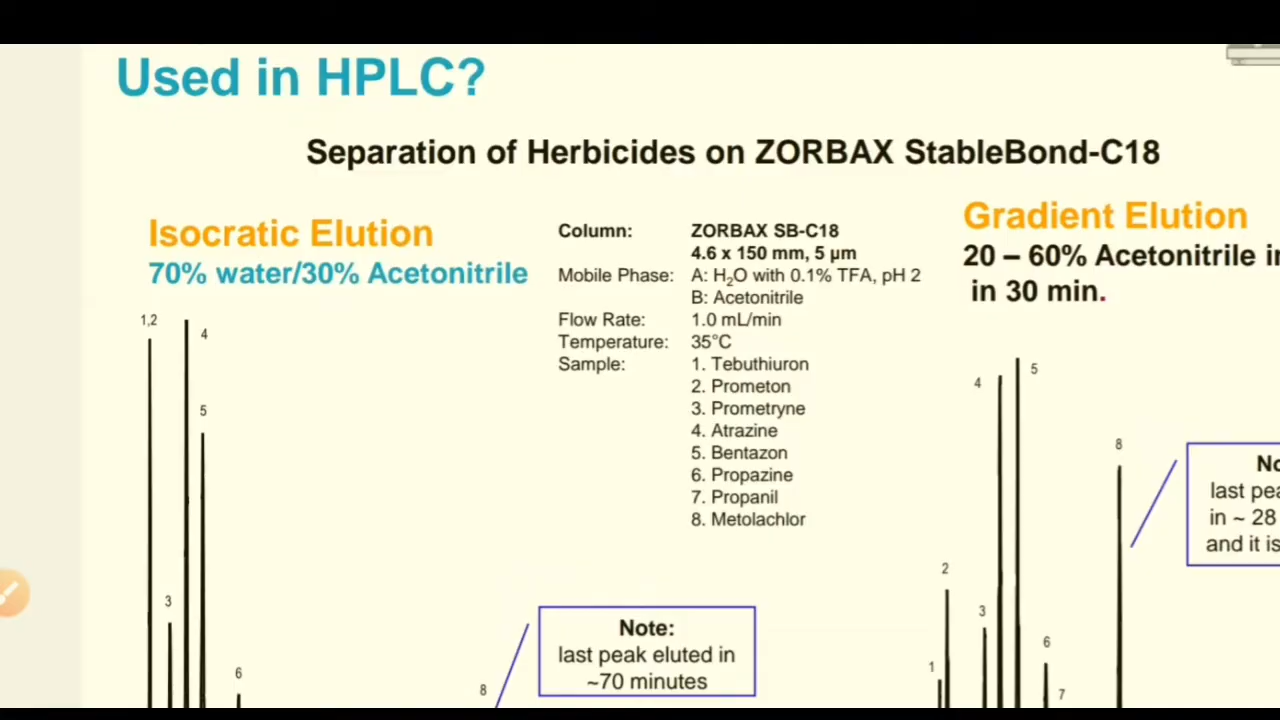 Used in HPLC?
Separation of Herbicides on ZORBAX StableBond-C18
Isocratic Elution
70% water/30% Acetonitrile
Column: ZORBAX SB-C18
4.6 x 150 mm, 5 µm
Mobile Phase: A: H₂O with 0.1% TFA, pH 2
B: Acetonitrile
Flow Rate: 1.0 mL/min
Temperature: 35°C
Sample: 1. Tebuthiuron
2. Prometon
3. Prometryne
4. Atrazine
5. Bentazon
6. Propazine
7. Propanil
8. Metolachlor
Gradient Elution
20 – 60% Acetonitrile
in 30 min.
1,2
4
5
3
6
8
Note:
last peak eluted in
~70 minutes
4
5
8
2
3
1
6
7
last
in ~ 28
and it is